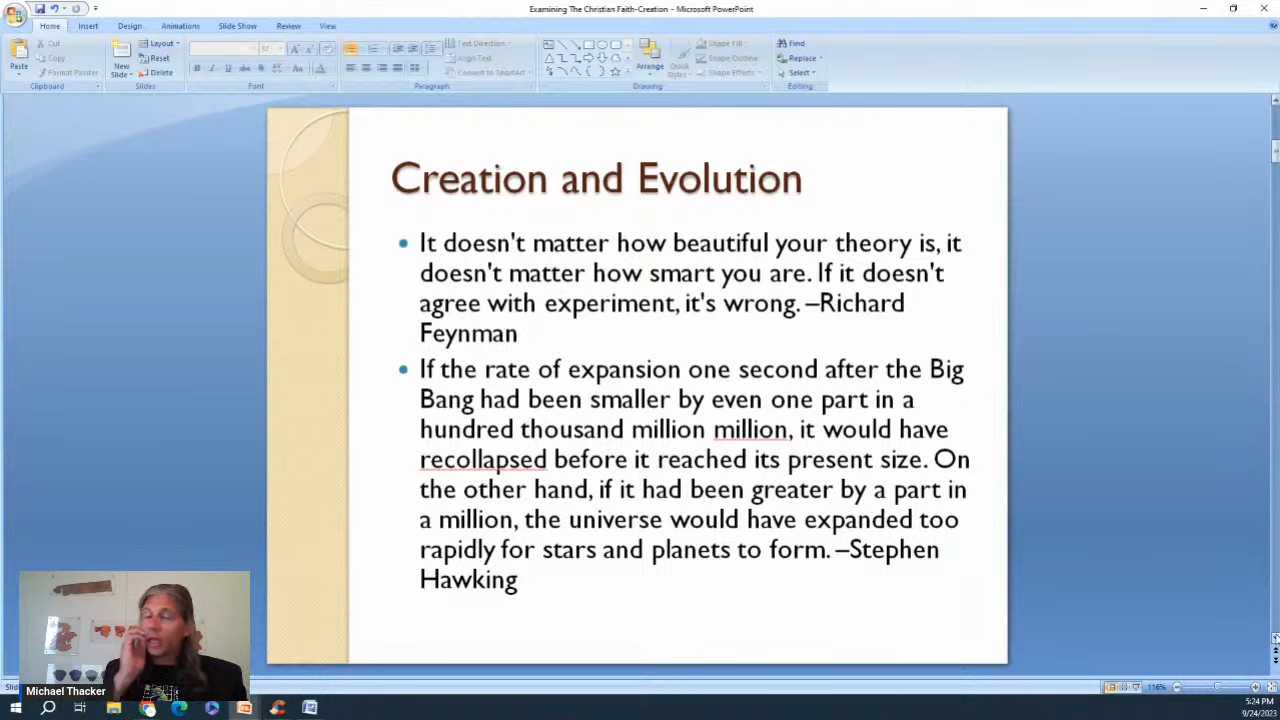 Examining The Christian Faith-Creation - Microsoft PowerPoint
Home Insert Design Animations Slide Show Review View
Cut
Copy
Format Painter
Paste
Clipboard
New
Slide
Layout
Reset
Delete
Slides
Font
Text Direction
Align Text
Convert to SmartArt
Paragraph
Arrange
Quick
Styles
Shape Fill
Shape Outline
Shape Effects
Drawing
Find
Replace
Select
Editing
Creation and Evolution
• It doesn't matter how beautiful your theory is, it
doesn't matter how smart you are. If it doesn't
agree with experiment, it's wrong. –Richard
Feynman
• If the rate of expansion one second after the Big
Bang had been smaller by even one part in a
hundred thousand million million, it would have
recollapsed before it reached its present size. On
the other hand, if it had been greater by a part in
a million, the universe would have expanded too
rapidly for stars and planets to form. –Stephen
Hawking
Michael Thacker
116%
5:24 PM
9/24/2023